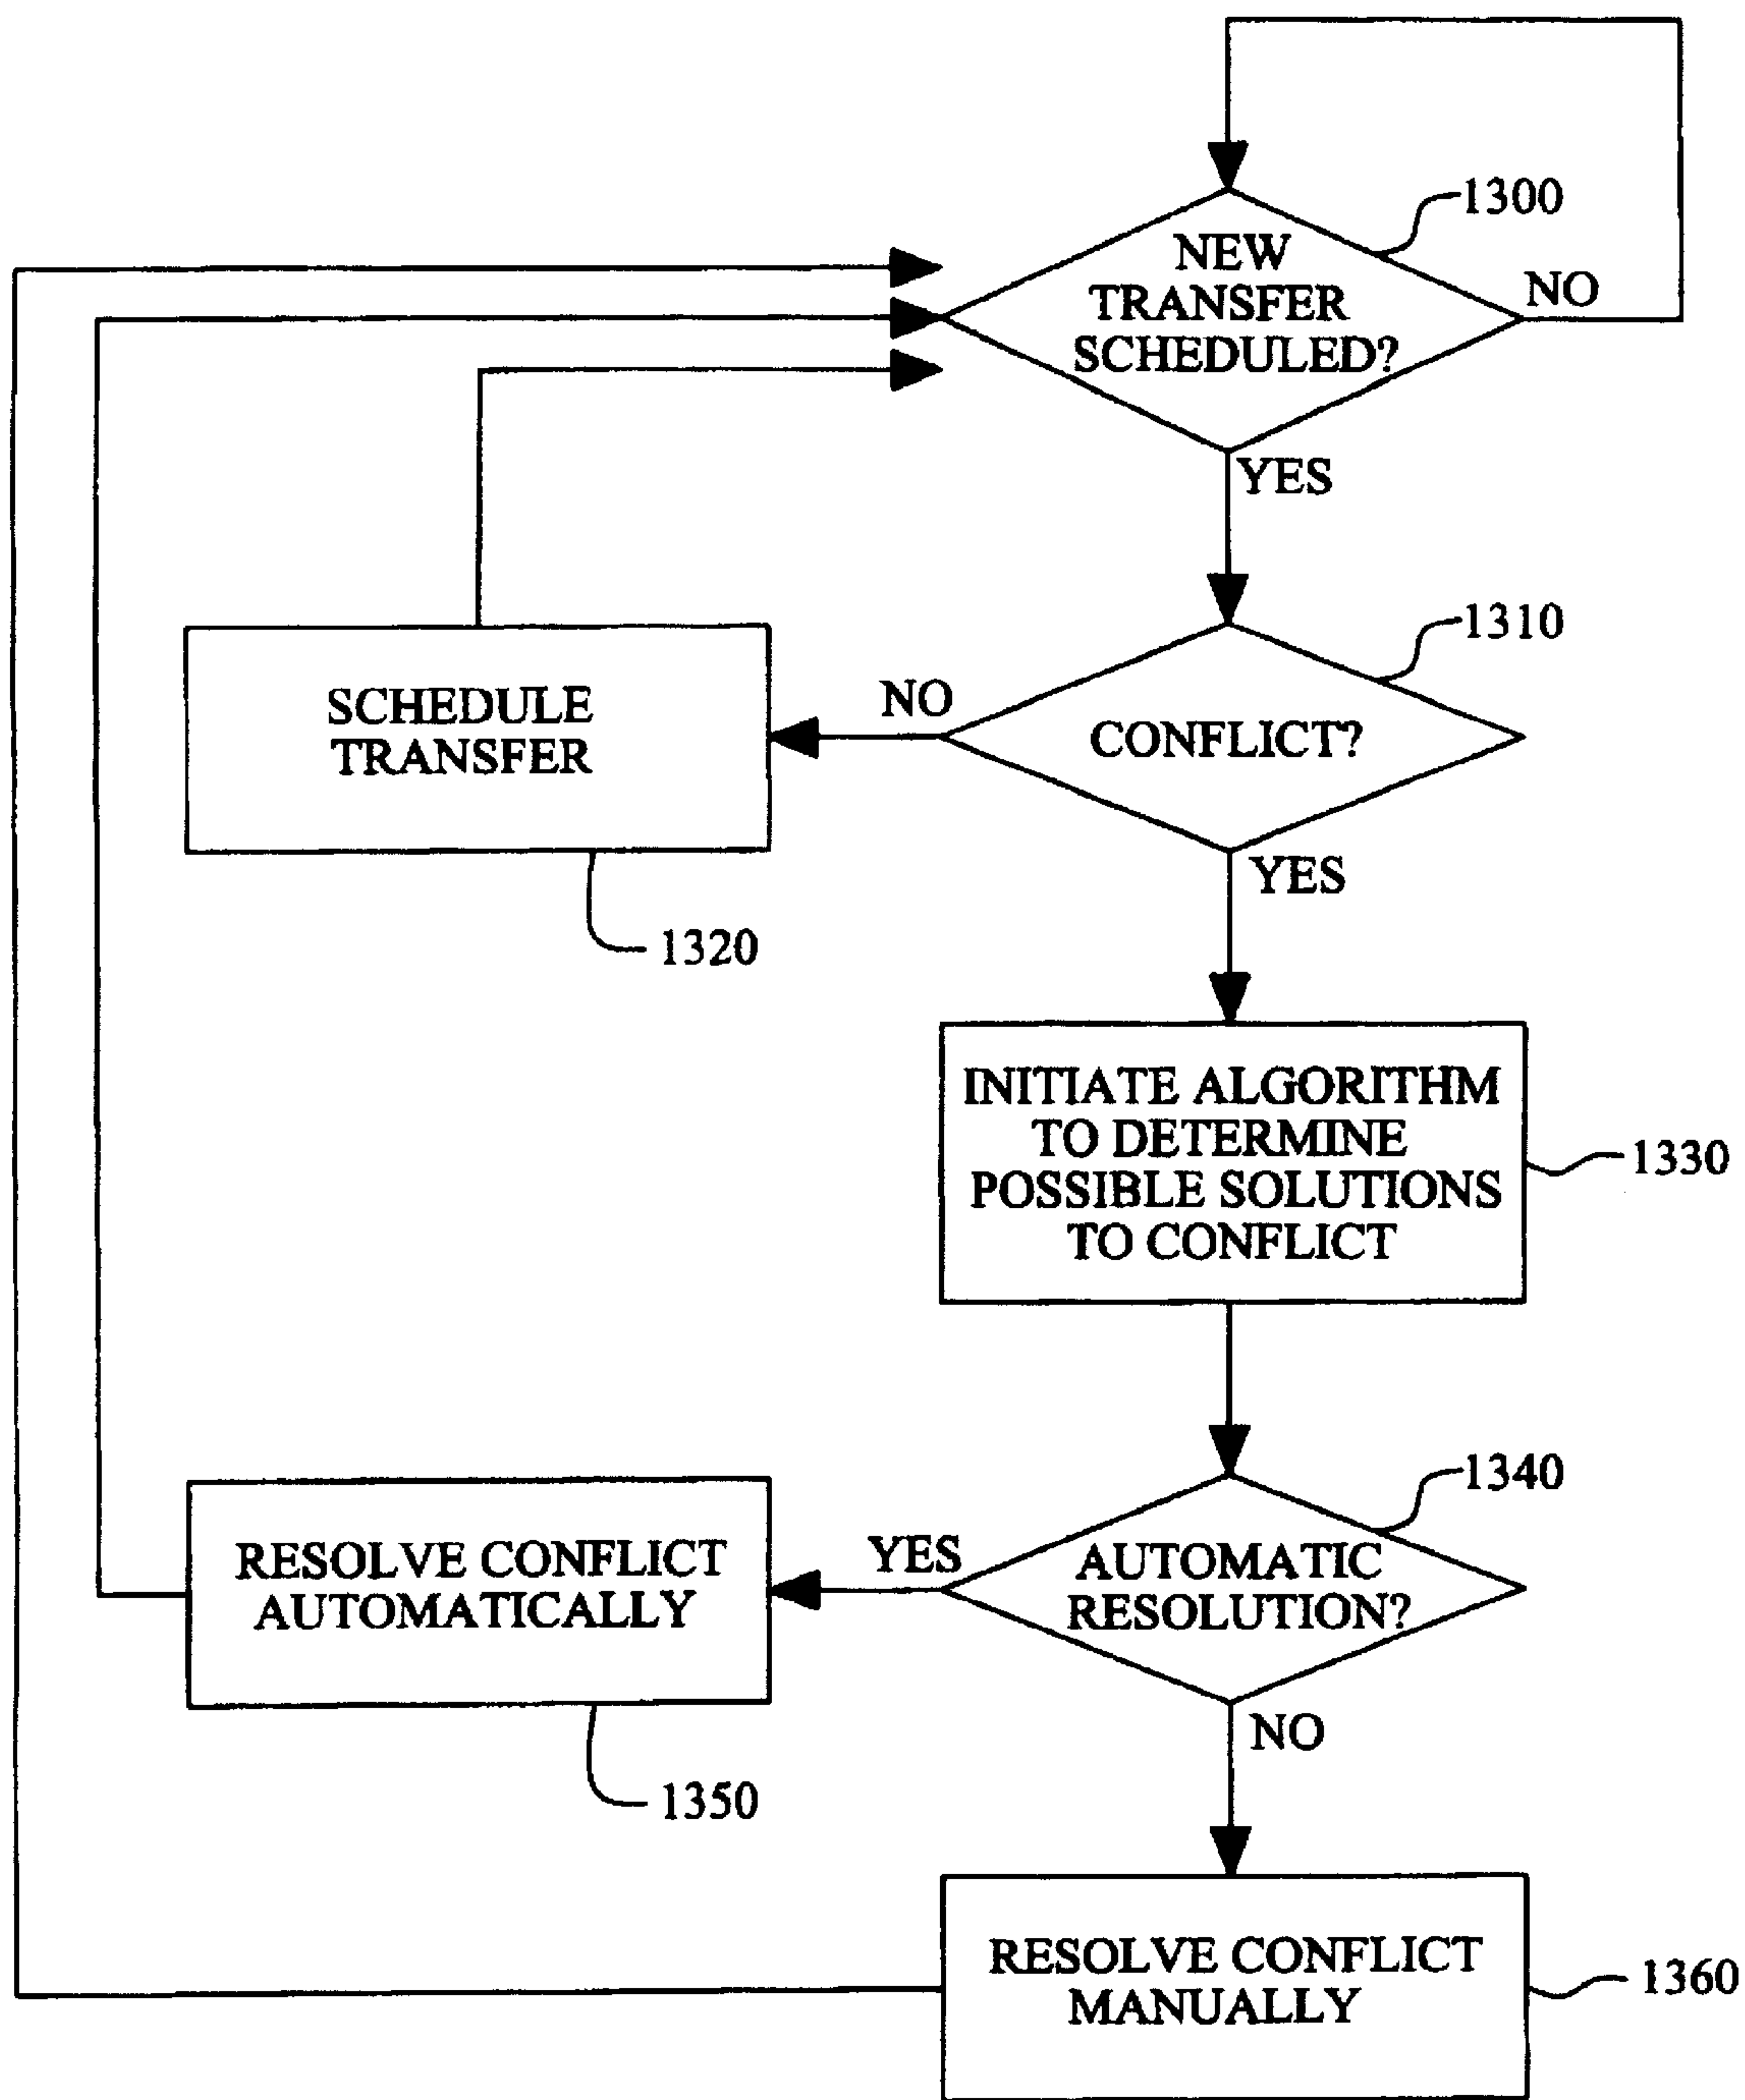 1300
NEW
TRANSFER
SCHEDULED?
NO
YES
1310
SCHEDULE
TRANSFER
NO
CONFLICT?
YES
1320
INITIATE ALGORITHM
TO DETERMINE
POSSIBLE SOLUTIONS
TO CONFLICT
1330
1340
RESOLVE CONFLICT
AUTOMATICALLY
YES
AUTOMATIC
RESOLUTION?
NO
1350
RESOLVE CONFLICT
MANUALLY
1360